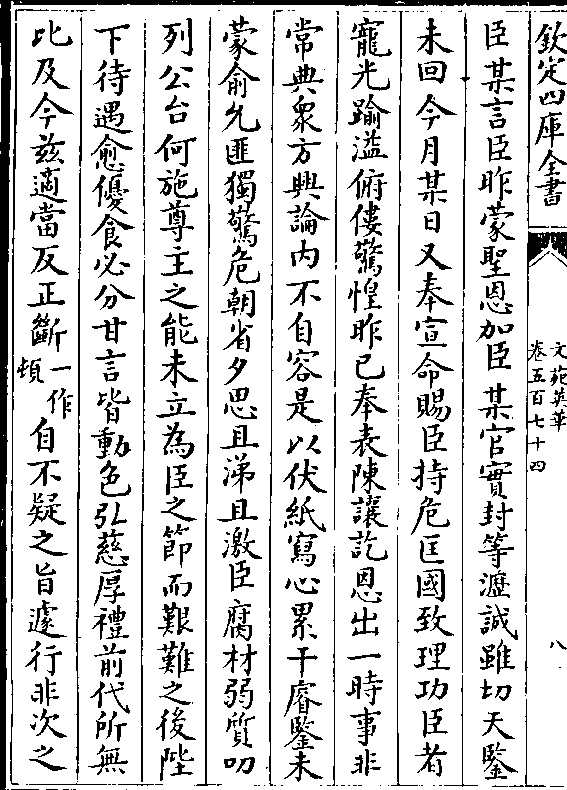 欽定四庫全書
文苑英華
卷五百七十四
八
臣某言臣昨蒙聖恩加臣某官實封等瀝誠雖切天鑒
未回今月某日又奉宣命賜臣持危匡國致理功臣者
寵光踰溢俯僂驚惶昨已奉表陳讓訖恩出一時事非
常典衆方興論内不自容是以伏紙寫心累干睿鑒未
蒙俞允匪獨驚危朝省夕思且涕且激臣腐材弱質叨
列公台何施尊王之能未立為臣之節而艱難之後陛
下待遇愈優食必分甘言皆動色弘慈厚禮前代所無
比及今兹適當反正斷一作頓自不疑之旨遽行非次之